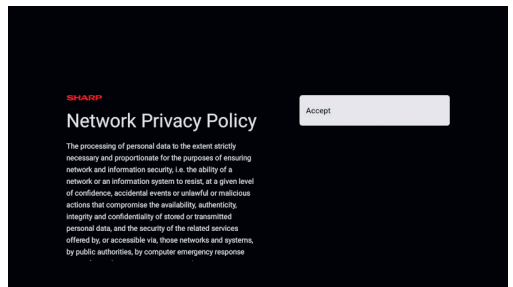 SHARP
Network Privacy Policy
The processing of personal data to the extent strictly
necessary and proportionate for the purposes of ensuring
network and information security, i.e. the ability of a
network or an information system to resist, at a given level
of confidence, accidental events or unlawful or malicious
actions that compromise the availability, authenticity,
integrity and confidentiality of stored or transmitted
personal data, and the security of the related services
offered by, or accessible via, those networks and systems,
by public authorities, by computer emergency response
Accept